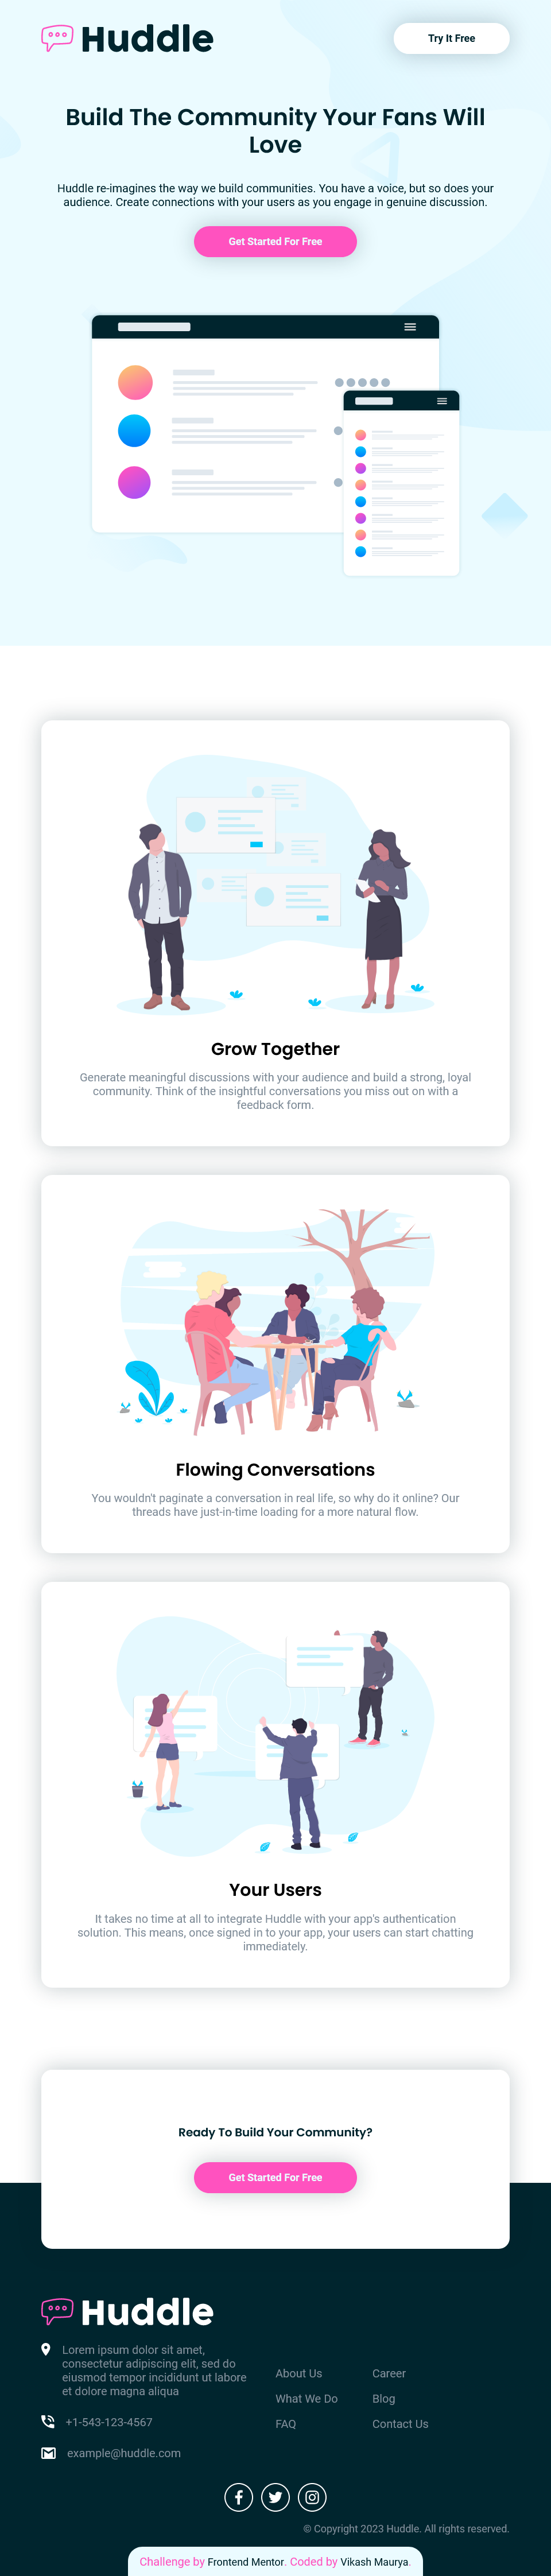 Huddle
Try It Free
Build The Community Your Fans Will
Love
Huddle re-imagines the way we build communities. You have a voice, but so does your
audience. Create connections with your users as you engage in genuine discussion.
Get Started For Free
Grow Together
Generate meaningful discussions with your audience and build a strong, loyal
community. Think of the insightful conversations you miss out on with a
feedback form.
Flowing Conversations
You wouldn't paginate a conversation in real life, so why do it online? Our
threads have just-in-time loading for a more natural flow.
Your Users
It takes no time at all to integrate Huddle with your app's authentication
solution. This means, once signed in to your app, your users can start chatting
immediately.
Ready To Build Your Community?
Get Started For Free
Huddle
Lorem ipsum dolor sit amet,
consectetur adipiscing elit, sed do
eiusmod tempor incididunt ut labore
et dolore magna aliqua
+1-543-123-4567
example@huddle.com
About Us
What We Do
FAQ
Career
Blog
Contact Us
© Copyright 2023 Huddle. All rights reserved.
Challenge by Frontend Mentor. Coded by Vikash Maurya.